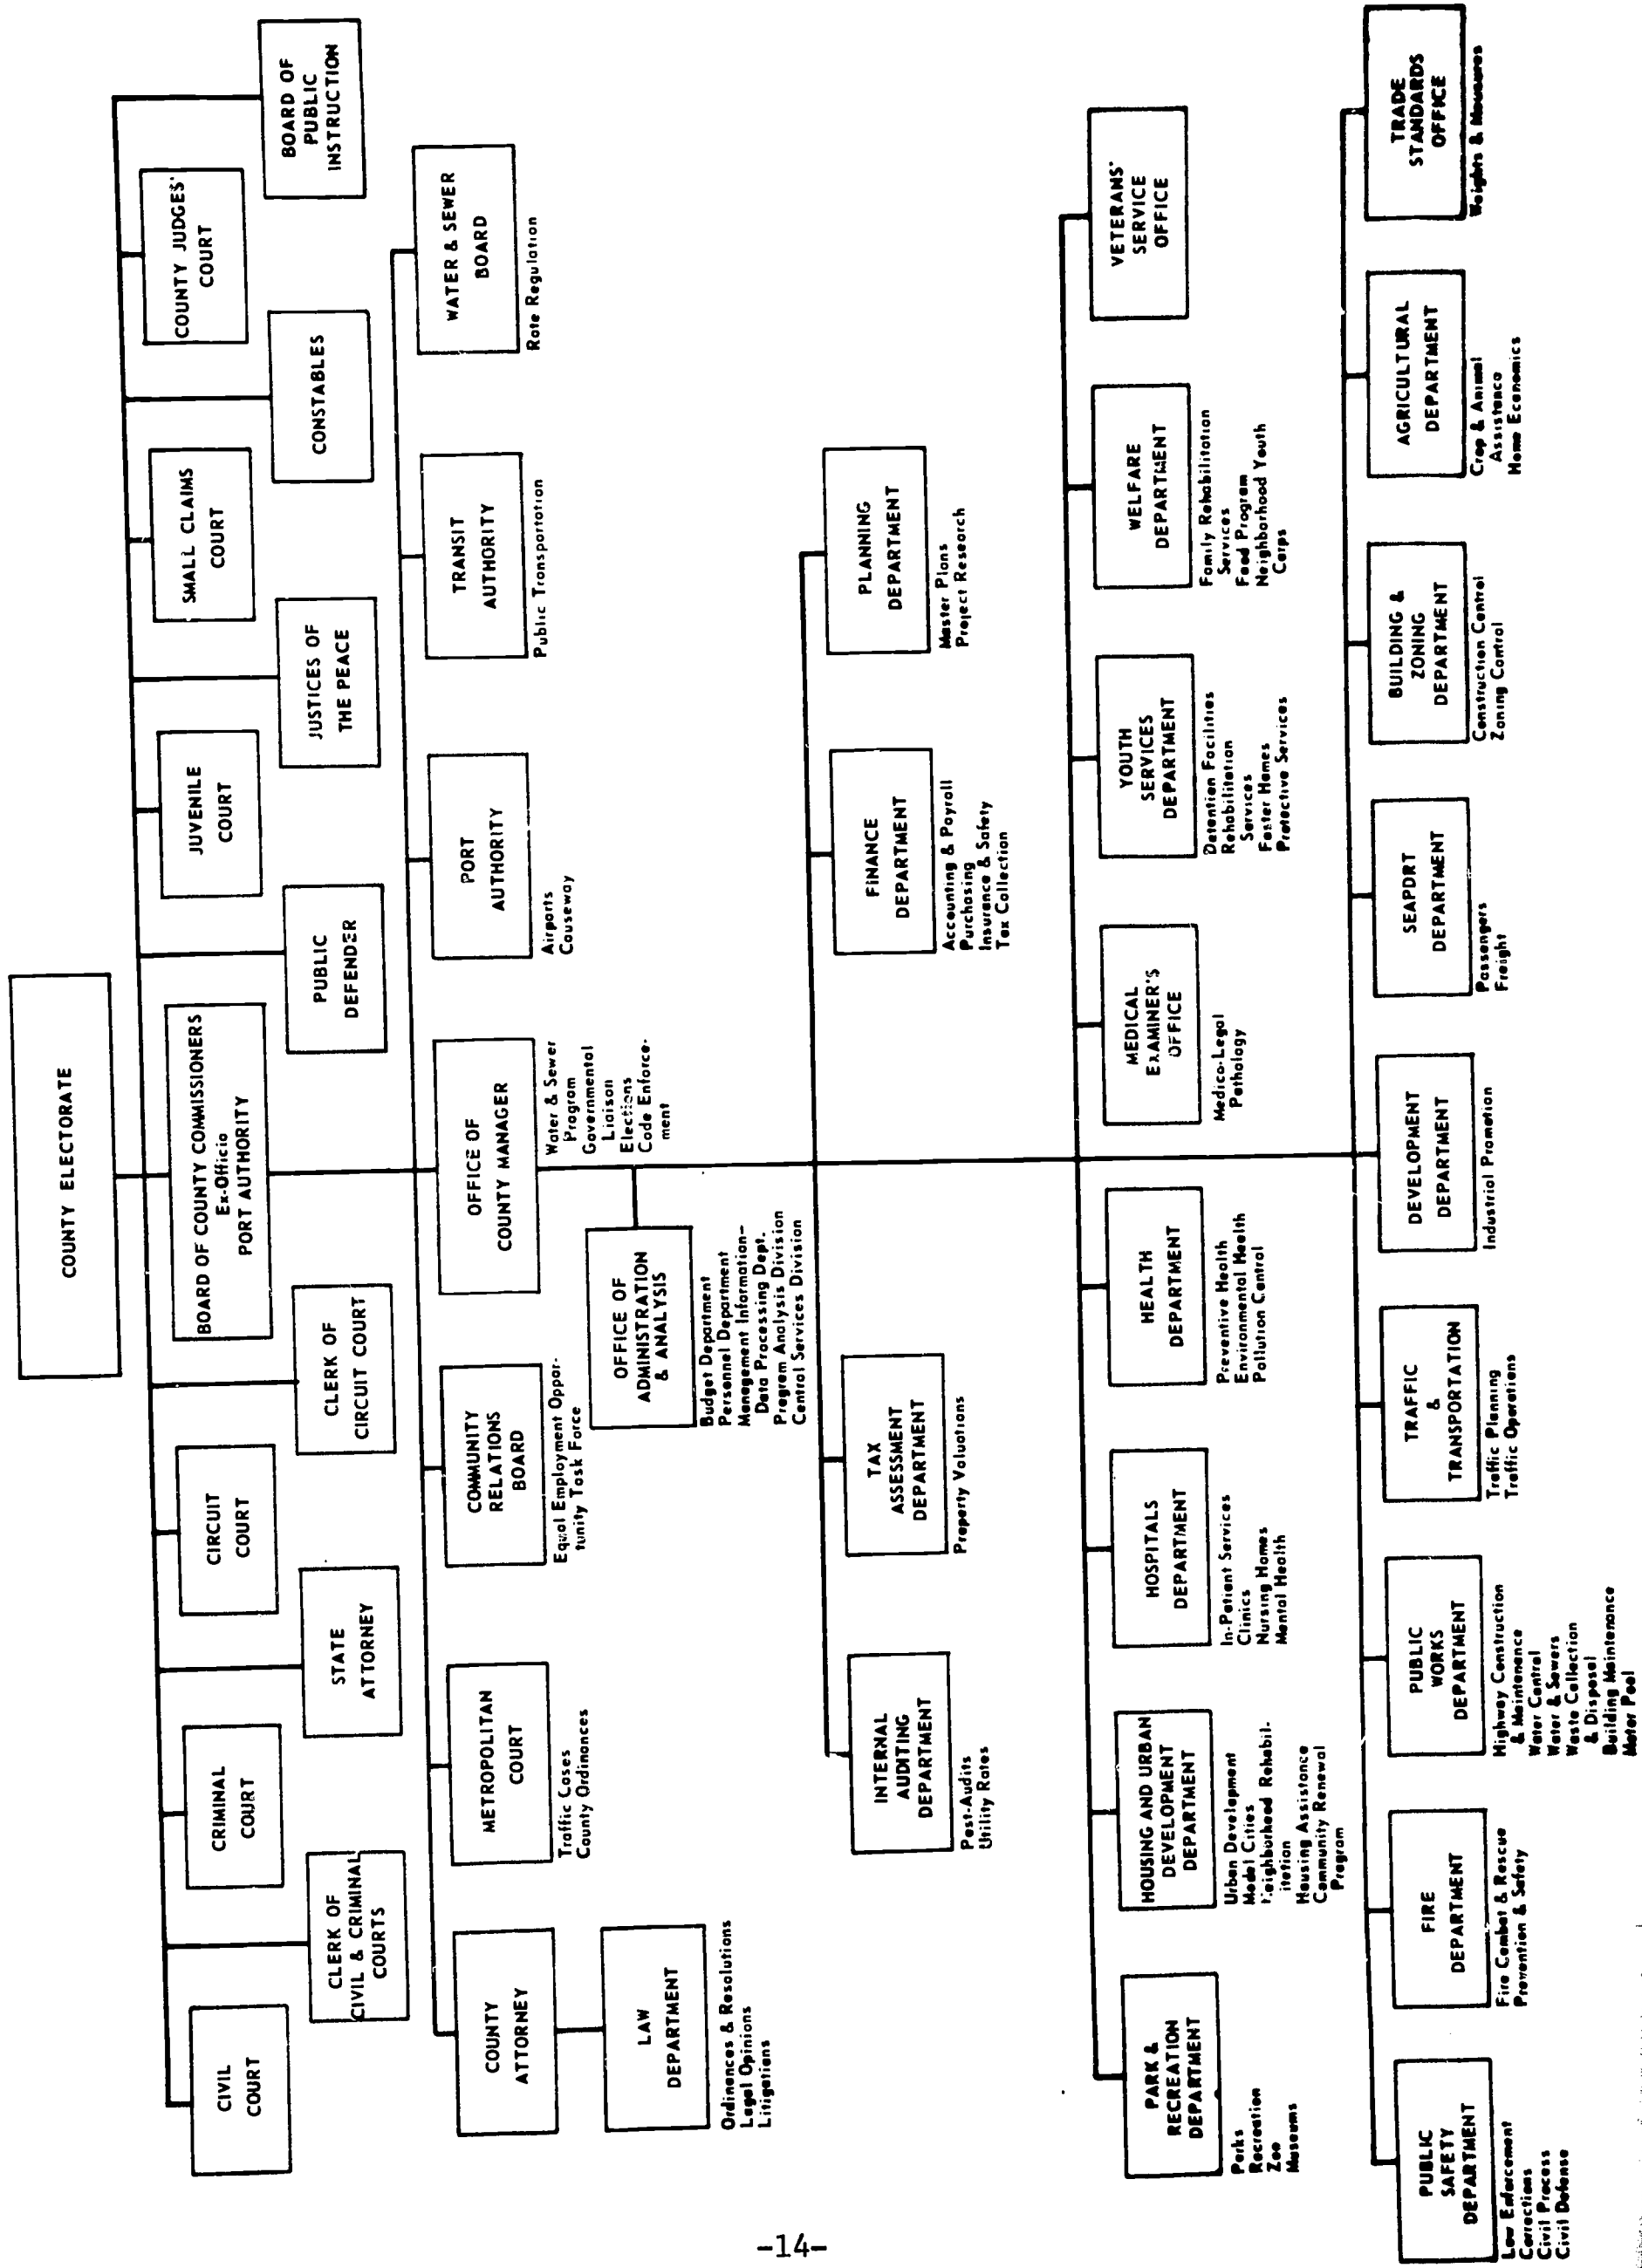 COUNTY ELECTORATE
CIVIL
COURT
CLERK OF
CIVIL & CRIMINAL
COURTS
CRIMINAL
COURT
STATE
ATTORNEY
CIRCUIT
COURT
CLERK OF
CIRCUIT COURT
BOARD OF COUNTY COMMISSIONERS
Ex-Officio
PORT AUTHORITY
PUBLIC
DEFENDER
JUVENILE
COURT
JUSTICES OF
THE PEACE
SMALL CLAIMS
COURT
CONSTABLES
COUNTY JUDGES'
COURT
BOARD OF
PUBLIC
INSTRUCTION
COUNTY
ATTORNEY
LAW
DEPARTMENT
Ordinances & Resolutions
Legal Opinions
Litigations
METROPOLITAN
COURT
Traffic Cases
County Ordinances
COMMUNITY
RELATIONS
BOARD
Equal Employment Oppor-
tunity Task Force
OFFICE OF
COUNTY MANAGER
Water & Sewer
Program
Governmental
Liaison
Elections
Code Enforce-
ment
PORT
AUTHORITY
Airports
Causeway
TRANSIT
AUTHORITY
Public Transportation
WATER & SEWER
BOARD
Rate Regulation
OFFICE OF
ADMINISTRATION
& ANALYSIS
Budget Department
Personnel Department
Management Information-
Data Processing Dept.
Program Analysis Division
Central Services Division
INTERNAL
AUDITING
DEPARTMENT
Post-Audits
Utility Rates
TAX
ASSESSMENT
DEPARTMENT
Property Valuations
FINANCE
DEPARTMENT
Accounting & Payroll
Purchasing
Insurance & Safety
Tax Collection
PLANNING
DEPARTMENT
Master Plans
Project Research
PARK &
RECREATION
DEPARTMENT
Parks
Recreation
Zoo
Museums
HOUSING AND URBAN
DEVELOPMENT
DEPARTMENT
Urban Development
Model Cities
Neighborhood Rehabil-
itation
Housing Assistance
Community Renewal
Program
HOSPITALS
DEPARTMENT
In-Patient Services
Clinics
Nursing Homes
Mental Health
HEALTH
DEPARTMENT
Preventive Health
Environmental Health
Pollution Control
MEDICAL
EXAMINER'S
OFFICE
Medico-Legal
Pathology
YOUTH
SERVICES
DEPARTMENT
Detention Facilities
Rehabilitation
Services
Foster Homes
Protective Services
WELFARE
DEPARTMENT
Family Rehabilitation
Services
Food Program
Neighborhood Youth
Corps
VETERANS'
SERVICE
OFFICE
PUBLIC
SAFETY
DEPARTMENT
Law Enforcement
Corrections
Civil Process
Civil Defense
FIRE
DEPARTMENT
Fire Combat & Rescue
Prevention & Safety
PUBLIC
WORKS
DEPARTMENT
Highway Construction
& Maintenance
Water Control
Water & Sewers
Waste Collection
& Disposal
Building Maintenance
Motor Pool
TRAFFIC
&
TRANSPORTATION
Traffic Planning
Traffic Operations
DEVELOPMENT
DEPARTMENT
Industrial Promotion
SEAPORT
DEPARTMENT
Passengers
Freight
BUILDING &
ZONING
DEPARTMENT
Construction Control
Zoning Control
AGRICULTURAL
DEPARTMENT
Crop & Animal
Assistance
Home Economics
TRADE
STANDARDS
OFFICE
Weights & Measures
-14-